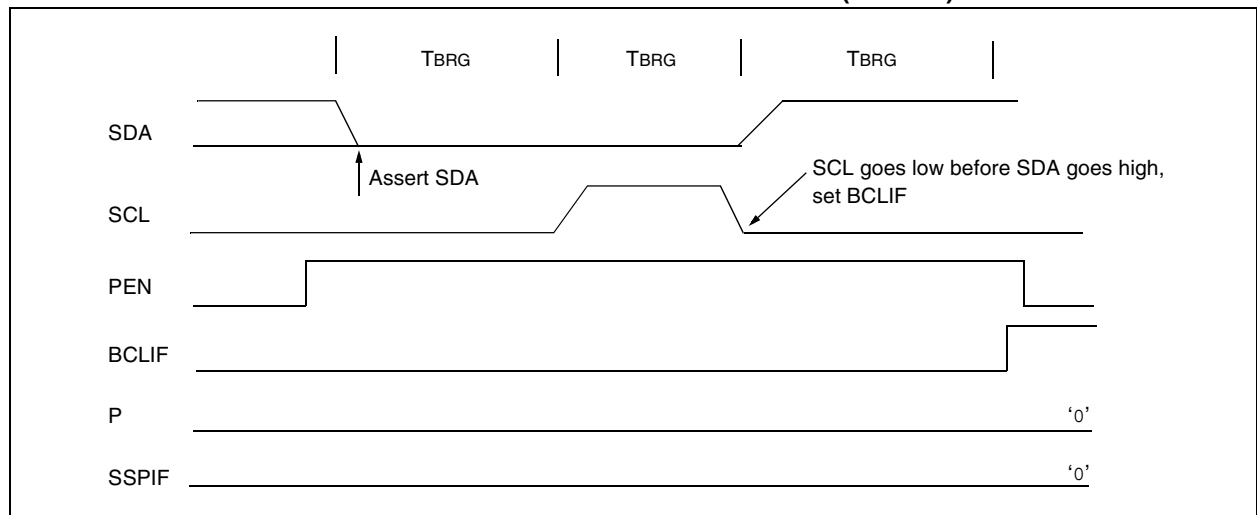 TBRG TBRG TBRG
SDA
Assert SDA
SCL goes low before SDA goes high,
set BCLIF
SCL
PEN
BCLIF
P '0'
SSPIF '0'